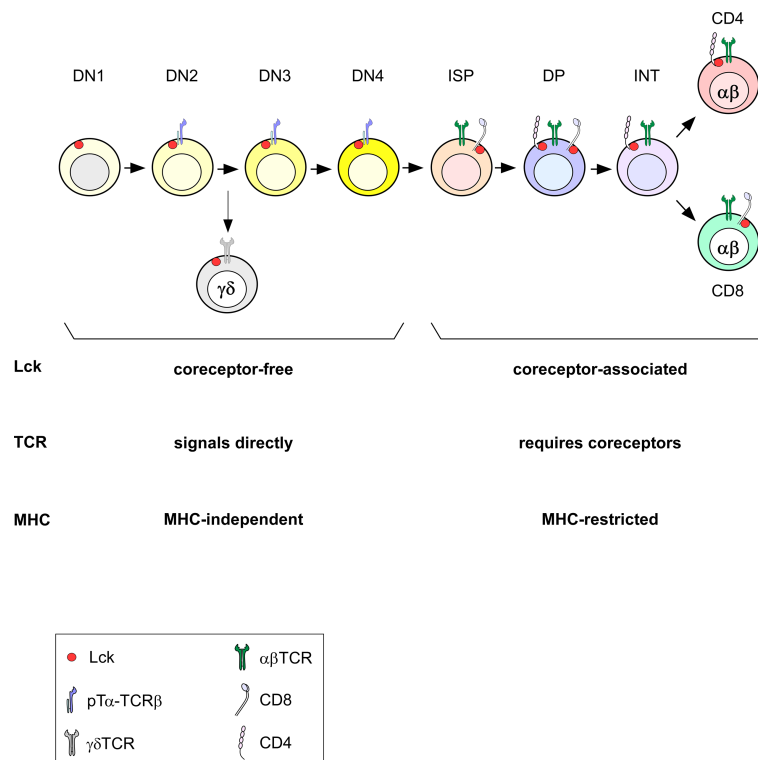 CD4
DN1 DN2 DN3 DN4 ISP DP INT
αβ
αβ
γδ
CD8
Lck coreceptor-free coreceptor-associated
TCR signals directly requires coreceptors
MHC MHC-independent MHC-restricted
Lck αβTCR
pTα-TCRβ CD8
γδTCR CD4